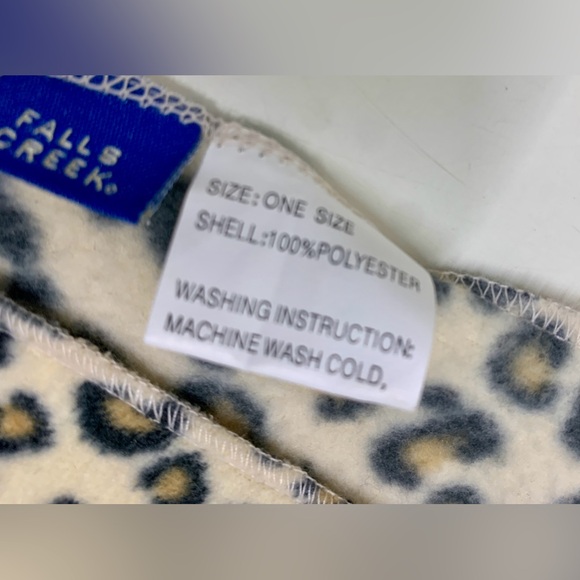 FALLS
CREEK®
SIZE: ONE SIZE
SHELL:100%POLYESTER
WASHING INSTRUCTION:
MACHINE WASH COLD,